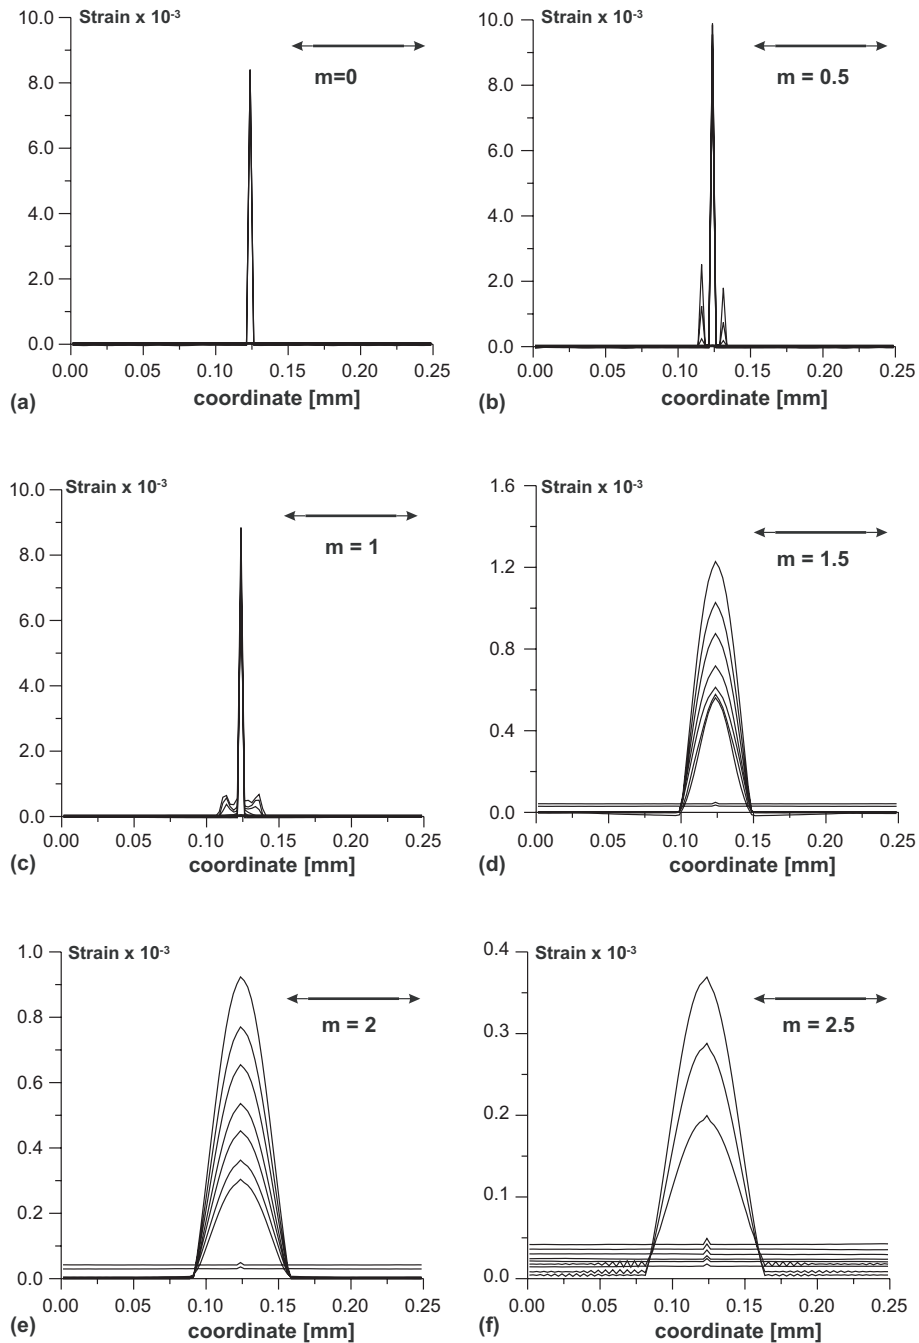 10.0 Strain x 10-3
8.0
6.0
4.0
2.0
0.0
m=0
0.00 0.05 0.10 0.15 0.20 0.25
(a) coordinate [mm]
10.0 Strain x 10-3
8.0
6.0
4.0
2.0
0.0
m = 0.5
0.00 0.05 0.10 0.15 0.20 0.25
(b) coordinate [mm]
10.0 Strain x 10-3
8.0
6.0
4.0
2.0
0.0
m = 1
0.00 0.05 0.10 0.15 0.20 0.25
(c) coordinate [mm]
1.6 Strain x 10-3
1.2
0.8
0.4
0.0
m = 1.5
0.00 0.05 0.10 0.15 0.20 0.25
(d) coordinate [mm]
1.0 Strain x 10-3
0.8
0.6
0.4
0.2
0.0
m = 2
0.00 0.05 0.10 0.15 0.20 0.25
(e) coordinate [mm]
0.4 Strain x 10-3
0.3
0.2
0.1
0.0
m = 2.5
0.00 0.05 0.10 0.15 0.20 0.25
(f) coordinate [mm]